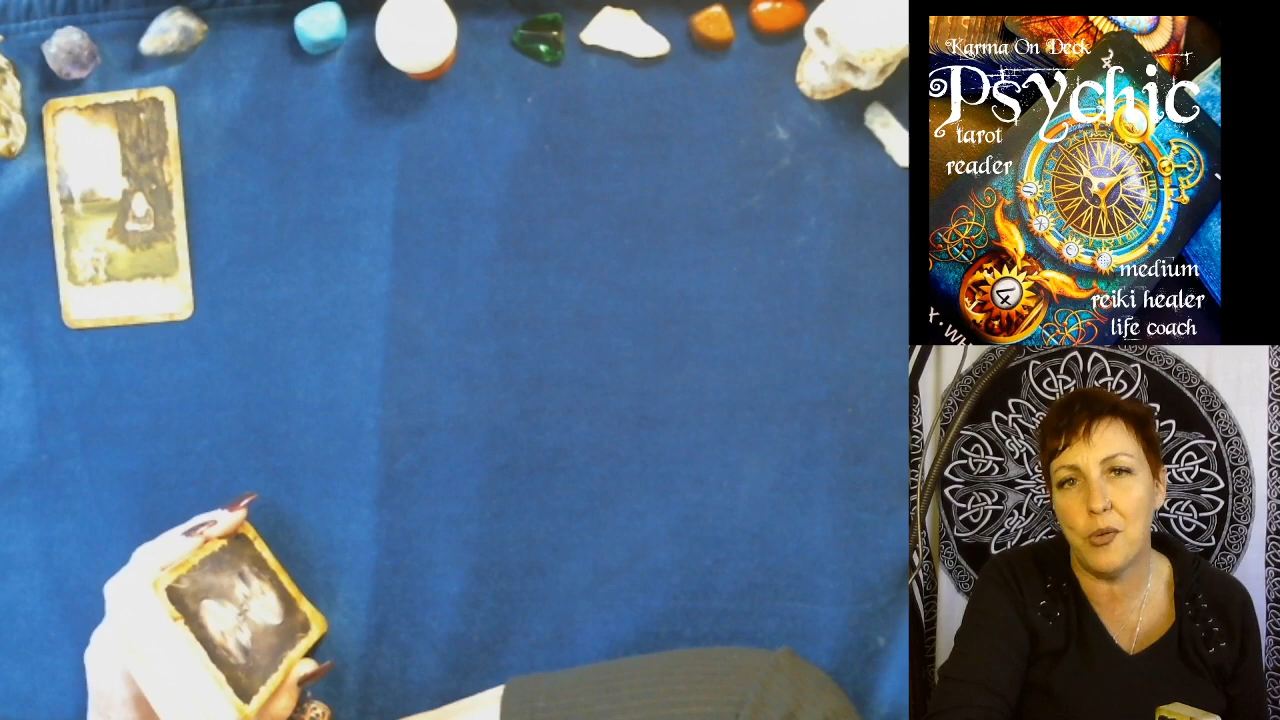 Karma On Deck
Psychic
tarot
reader
medium
reiki healer
life coach